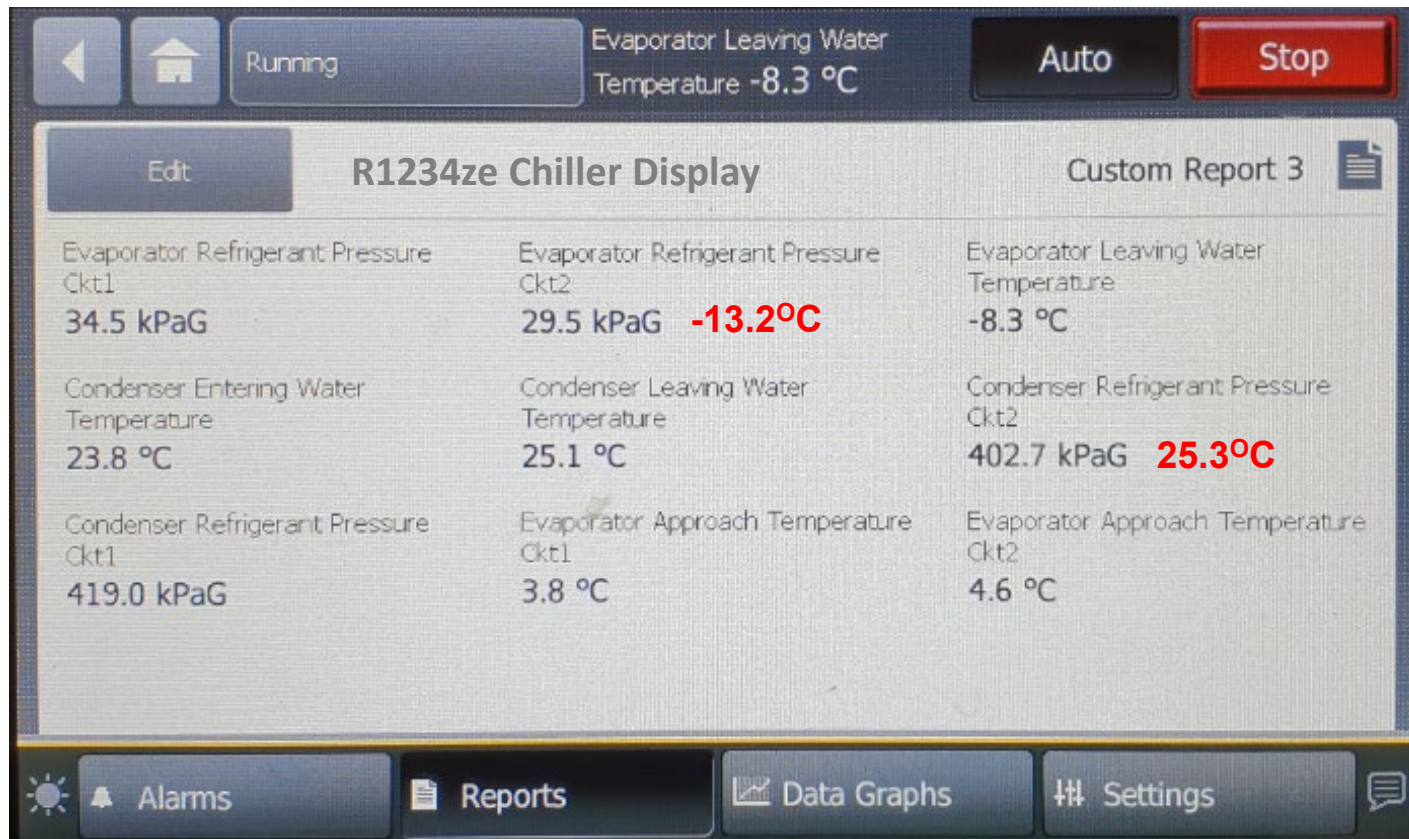 Running
Evaporator Leaving Water
Temperature -8.3 °C
Auto
Stop
Edit
R1234ze Chiller Display
Custom Report 3
Evaporator Refrigerant Pressure
Ckt1
34.5 kPaG
Evaporator Refrigerant Pressure
Ckt2
29.5 kPaG -13.2°C
Evaporator Leaving Water
Temperature
-8.3 °C
Condenser Entering Water
Temperature
23.8 °C
Condenser Leaving Water
Temperature
25.1 °C
Condenser Refrigerant Pressure
Ckt2
402.7 kPaG 25.3°C
Condenser Refrigerant Pressure
Ckt1
419.0 kPaG
Evaporator Approach Temperature
Ckt1
3.8 °C
Evaporator Approach Temperature
Ckt2
4.6 °C
Alarms
Reports
Data Graphs
Settings